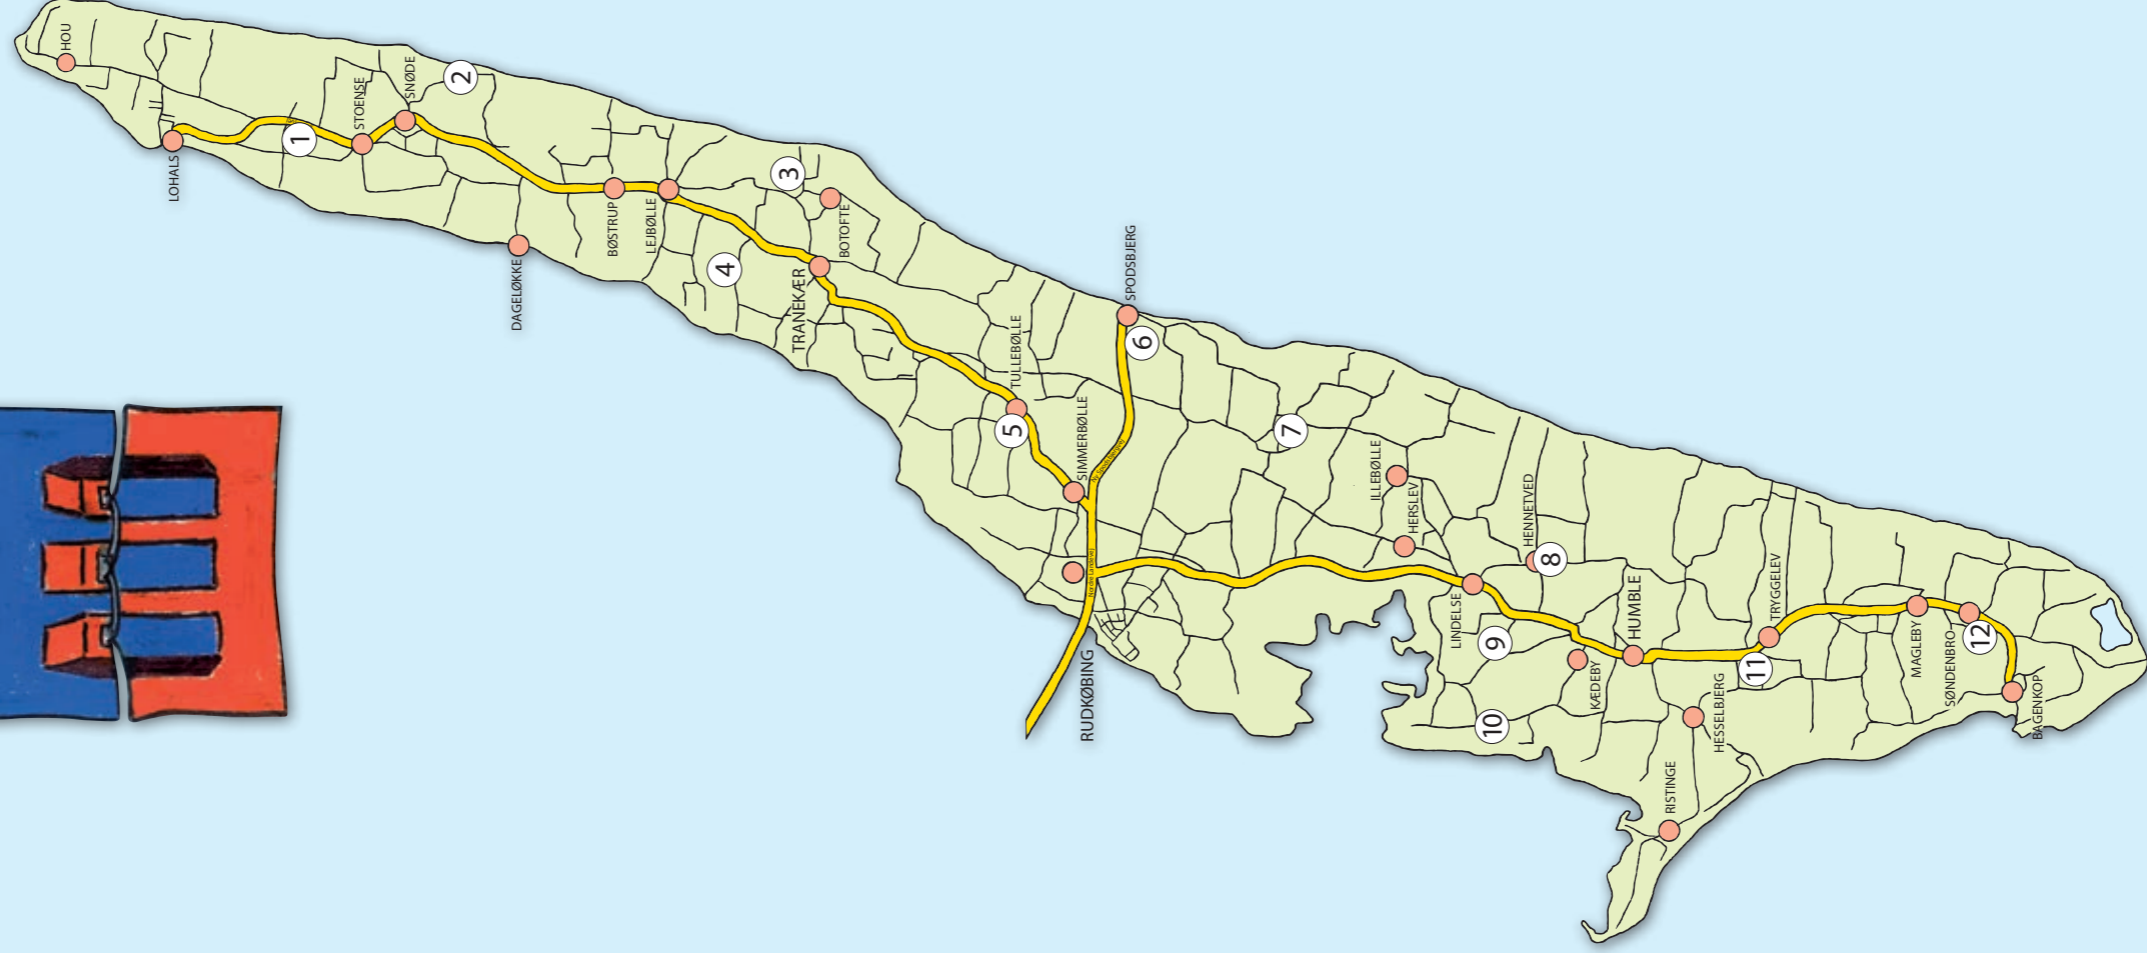 HOU
LOHALS
1
STOENSE
SNØDE
2
DAGELØKKE
BØSTRUP
LEJBØLLE
3
BOTOFTE
4
TRANEKÆR
TULLEBØLLE
5
SIMMERBØLLE
SPODSBJERG
6
RUDKØBING
7
ILLEBØLLE
HERSLEV
HENNETVED
8
LINDELSE
9
10
KÆDEBY
HUMBLE
HESSELBJERG
RISTINGE
11
TRYGGELEV
MAGLEBY
SØNDENBRO
12
BAGENKOP